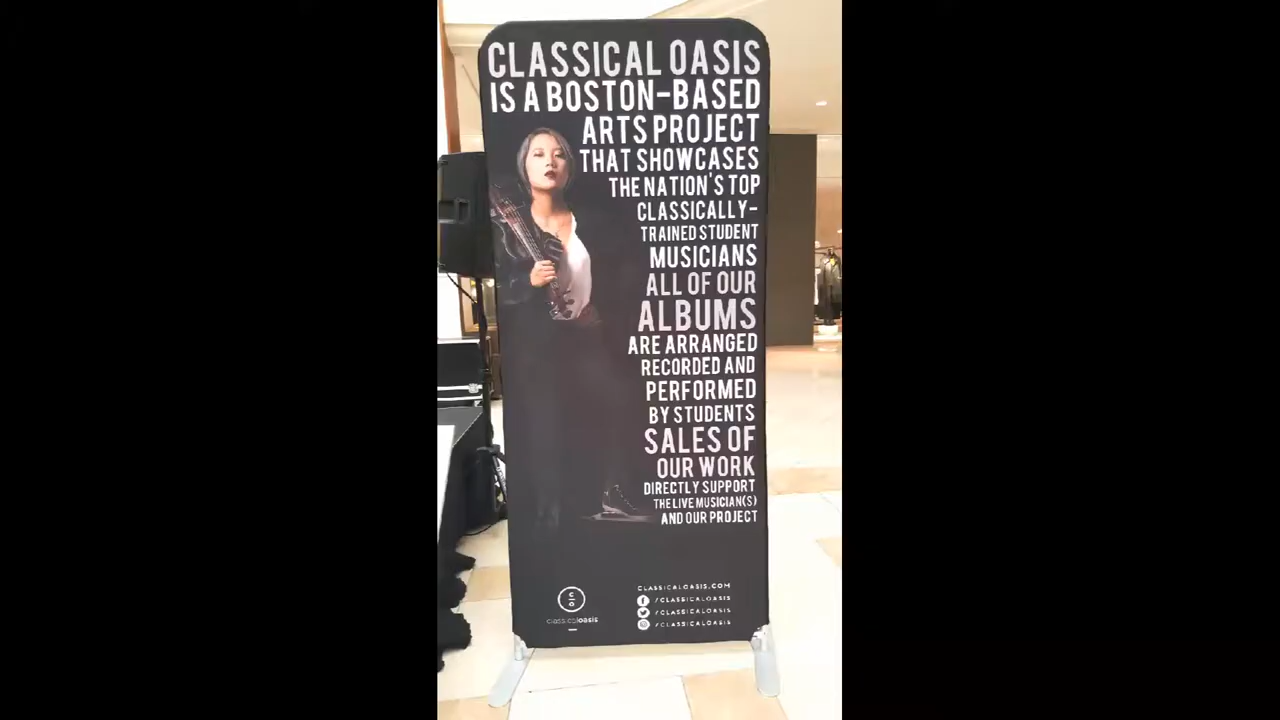 CLASSICAL OASIS
IS A BOSTON-BASED
ARTS PROJECT
THAT SHOWCASES
THE NATION'S TOP
CLASSICALLY-
TRAINED STUDENT
MUSICIANS
ALL OF OUR
ALBUMS
ARE ARRANGED
RECORDED AND
PERFORMED
BY STUDENTS
SALES OF
OUR WORK
DIRECTLY SUPPORT
THE LIVE MUSICIAN(S)
AND OUR PROJECT
CLASSICALOASIS.COM
/CLASSICALOASIS
/CLASSICALOASIS
/CLASSICALOASIS
C
O
classicaloasis